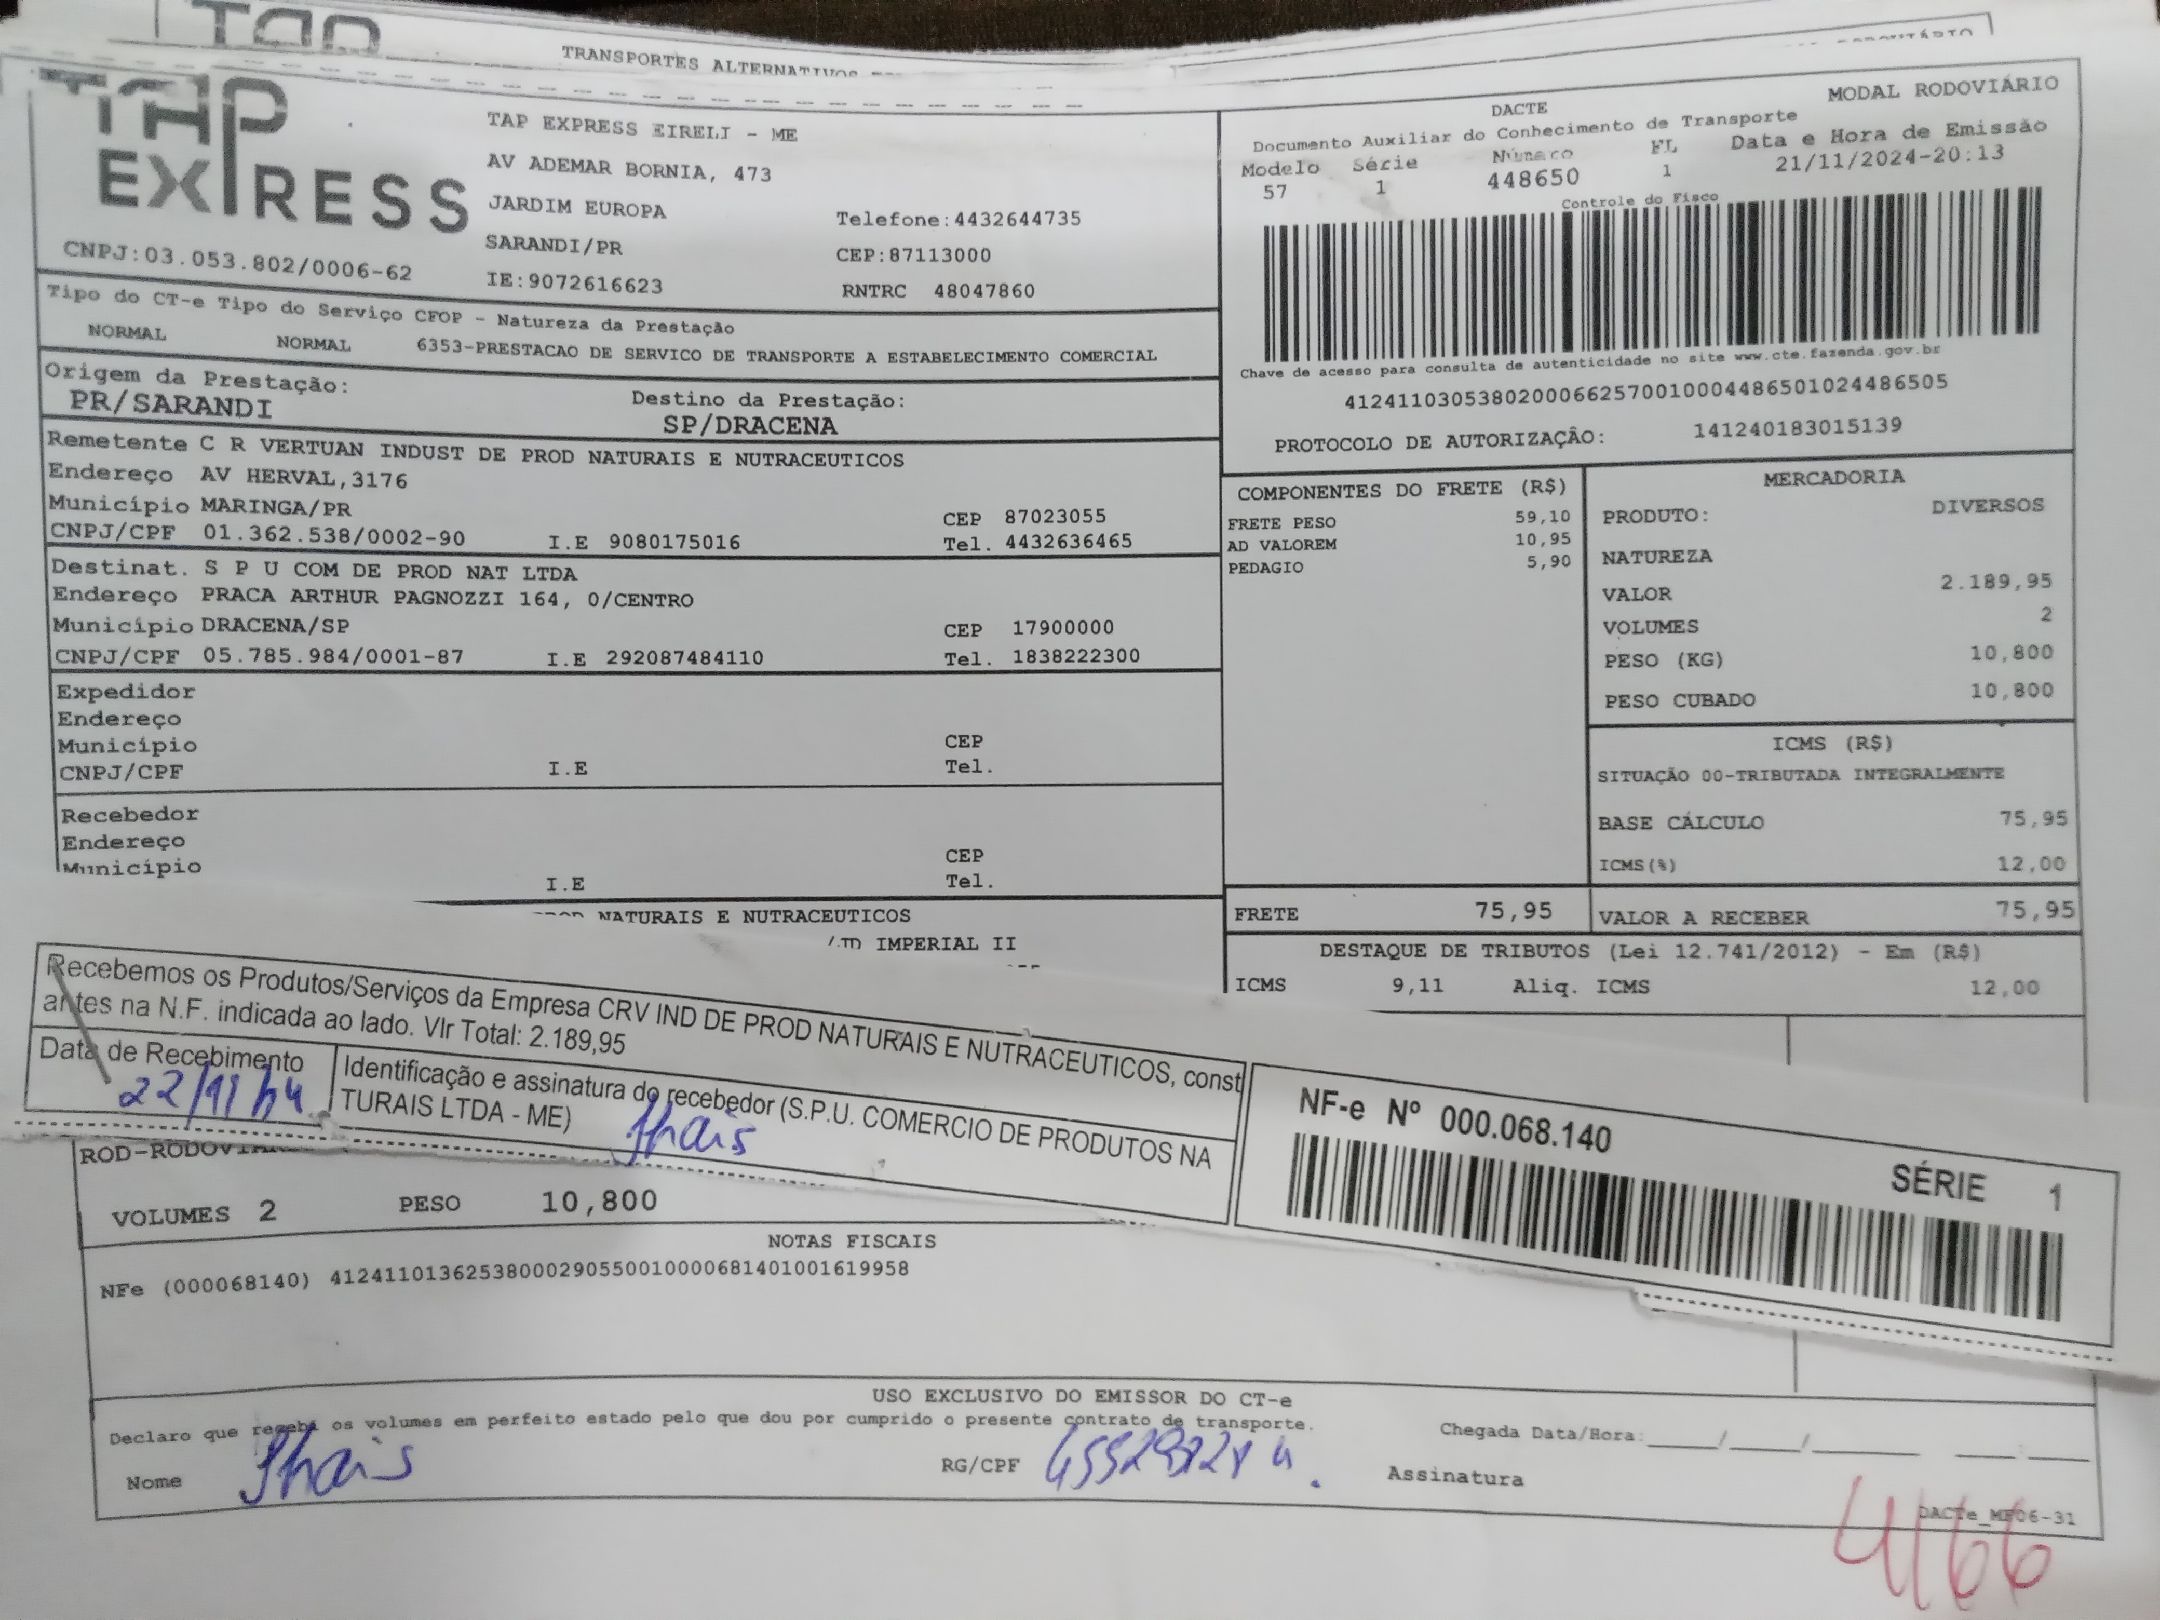 TRANSPORTES ALTERNATIVOS
TAP EXPRESS
CNPJ:03.053.802/0006-62
TAP EXPRESS EIRELI - ME
AV ADEMAR BORNIA, 473
JARDIM EUROPA
Telefone:4432644735
SARANDI/PR
CEP:87113000
IE:9072616623
RNTRC 48047860
MODAL RODOVIÁRIO
DACTE
Documento Auxiliar do Conhecimento de Transporte
Modelo Série Número FL Data e Hora de Emissão
57 1 448650 1 21/11/2024-20:13
Controle do Fisco
Chave de acesso para consulta de autenticidade no site www.cte.fazenda.gov.br
41241103053802000662570010004486501024486505
PROTOCOLO DE AUTORIZAÇÃO: 141240183015139
Tipo do CT-e Tipo do Serviço CFOP - Natureza da Prestação
NORMAL NORMAL 6353-PRESTACAO DE SERVICO DE TRANSPORTE A ESTABELECIMENTO COMERCIAL
Origem da Prestação: Destino da Prestação:
PR/SARANDI SP/DRACENA
Remetente C R VERTUAN INDUST DE PROD NATURAIS E NUTRACEUTICOS
Endereço AV HERVAL,3176
Município MARINGA/PR CEP 87023055
CNPJ/CPF 01.362.538/0002-90 I.E 9080175016 Tel. 4432636465
Destinat. S P U COM DE PROD NAT LTDA
Endereço PRACA ARTHUR PAGNOZZI 164, 0/CENTRO
Município DRACENA/SP CEP 17900000
CNPJ/CPF 05.785.984/0001-87 I.E 292087484110 Tel. 1838222300
Expedidor
Endereço
Município CEP
CNPJ/CPF I.E Tel.
Recebedor
Endereço
Município CEP
I.E Tel.
NATURAIS E NUTRACEUTICOS
IMPERIAL II
COMPONENTES DO FRETE (R$)
FRETE PESO 59,10
AD VALOREM 10,95
PEDAGIO 5,90
MERCADORIA
PRODUTO: DIVERSOS
NATUREZA
VALOR 2.189,95
VOLUMES 2
PESO (KG) 10,800
PESO CUBADO 10,800
ICMS (R$)
SITUAÇÃO 00-TRIBUTADA INTEGRALMENTE
BASE CÁLCULO 75,95
ICMS(%) 12,00
FRETE 75,95 VALOR A RECEBER 75,95
DESTAQUE DE TRIBUTOS (Lei 12.741/2012) - Em (R$)
ICMS 9,11 Aliq. ICMS 12,00
Recebemos os Produtos/Serviços da Empresa CRV IND DE PROD NATURAIS E NUTRACEUTICOS, const
antes na N.F. indicada ao lado. Vlr Total: 2.189,95
Data de Recebimento
22/11/24
Identificação e assinatura do recebedor (S.P.U. COMERCIO DE PRODUTOS NA
TURAIS LTDA - ME)
Thais
NF-e Nº 000.068.140
SÉRIE 1
VOLUMES 2 PESO 10,800
NOTAS FISCAIS
NFe (000068140) 41241101362538000290550010000681401001619958
USO EXCLUSIVO DO EMISSOR DO CT-e
Declaro que recebi os volumes em perfeito estado pelo que dou por cumprido o presente contrato de transporte.
Chegada Data/Hora:
Nome Thais RG/CPF
Assinatura
DACTe_MF06-31
4166